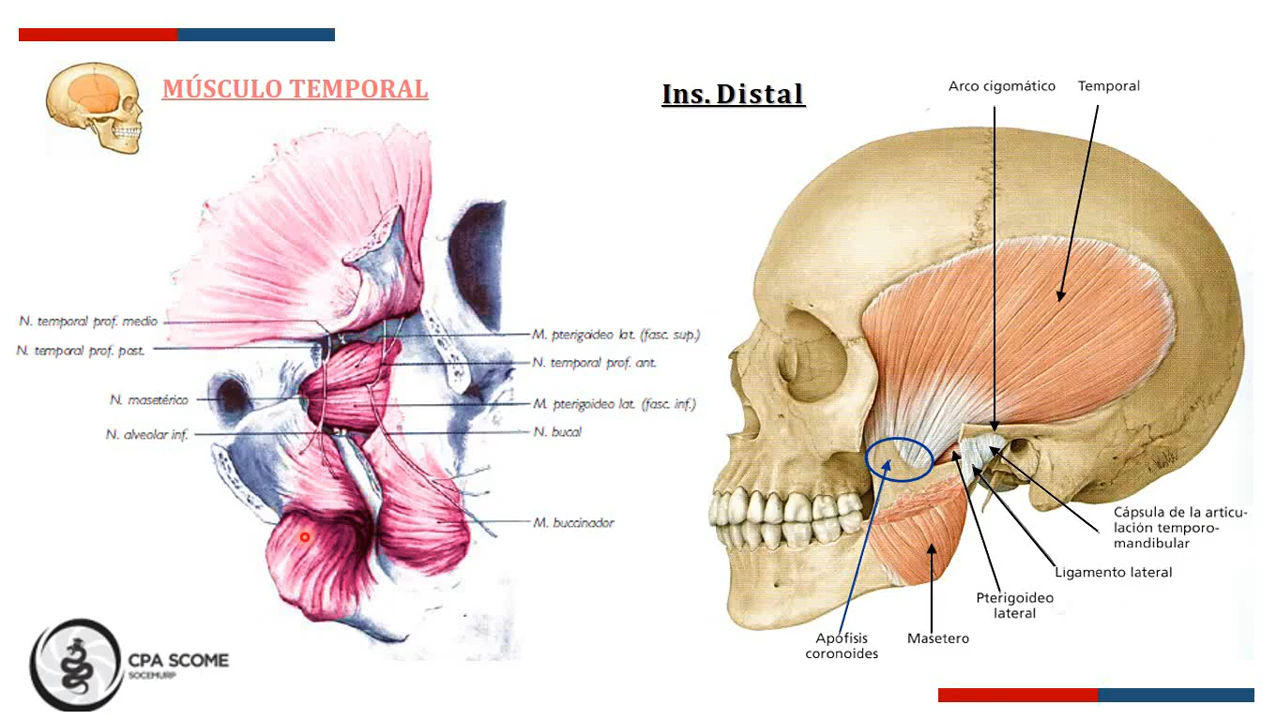 MÚSCULO TEMPORAL
N. temporal prof. medio
N. temporal prof. post.
N. masetérico
N. alveolar inf.
M. pterigoideo lat. (fasc. sup.)
N. temporal prof. ant.
M. pterigoideo lat. (fasc. inf.)
N. bucal
M. buccinador
Ins. Distal
Arco cigomático
Temporal
Cápsula de la articu-
lación temporo-
mandibular
Ligamento lateral
Pterigoideo
lateral
Masetero
Apófisis
coronoides
CPA SCOME
SOCEMURP